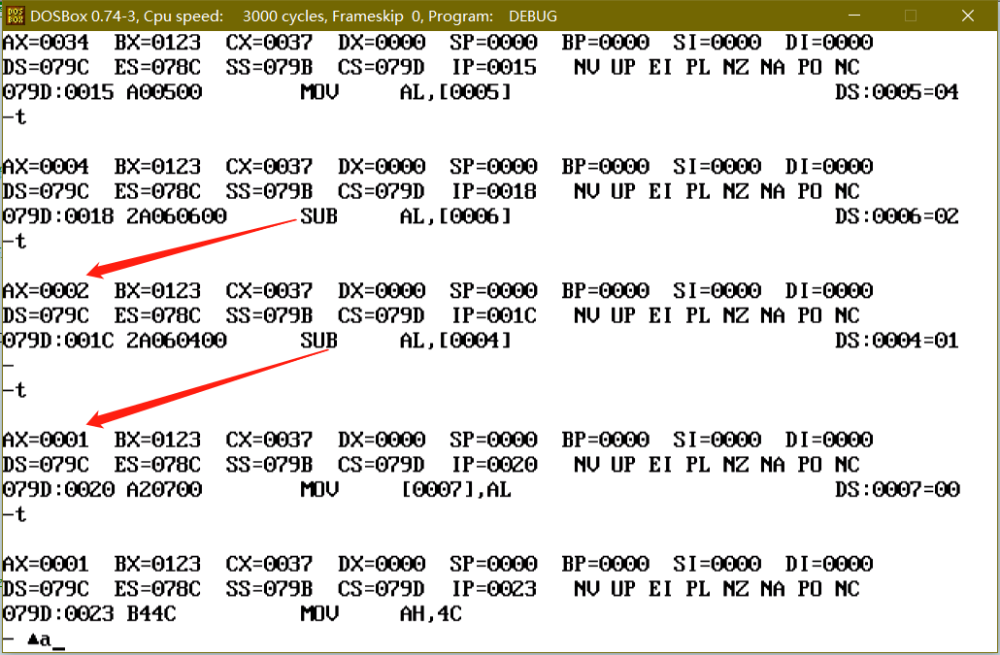 DOSBox 0.74-3, Cpu speed: 3000 cycles, Frameskip 0, Program: DEBUG
AX=0034 BX=0123 CX=0037 DX=0000 SP=0000 BP=0000 SI=0000 DI=0000
DS=079C ES=078C SS=079B CS=079D IP=0015 NV UP EI PL NZ NA PO NC
079D:0015 A00500 MOV AL,[0005] DS:0005=04
-t
AX=0004 BX=0123 CX=0037 DX=0000 SP=0000 BP=0000 SI=0000 DI=0000
DS=079C ES=078C SS=079B CS=079D IP=0018 NV UP EI PL NZ NA PO NC
079D:0018 2A060600 SUB AL,[0006] DS:0006=02
-t
AX=0002 BX=0123 CX=0037 DX=0000 SP=0000 BP=0000 SI=0000 DI=0000
DS=079C ES=078C SS=079B CS=079D IP=001C NV UP EI PL NZ NA PO NC
079D:001C 2A060400 SUB AL,[0004] DS:0004=01
-
-t
AX=0001 BX=0123 CX=0037 DX=0000 SP=0000 BP=0000 SI=0000 DI=0000
DS=079C ES=078C SS=079B CS=079D IP=0020 NV UP EI PL NZ NA PO NC
079D:0020 A20700 MOV [0007],AL DS:0007=00
-t
AX=0001 BX=0123 CX=0037 DX=0000 SP=0000 BP=0000 SI=0000 DI=0000
DS=079C ES=078C SS=079B CS=079D IP=0023 NV UP EI PL NZ NA PO NC
079D:0023 B44C MOV AH,4C
- ▲a_